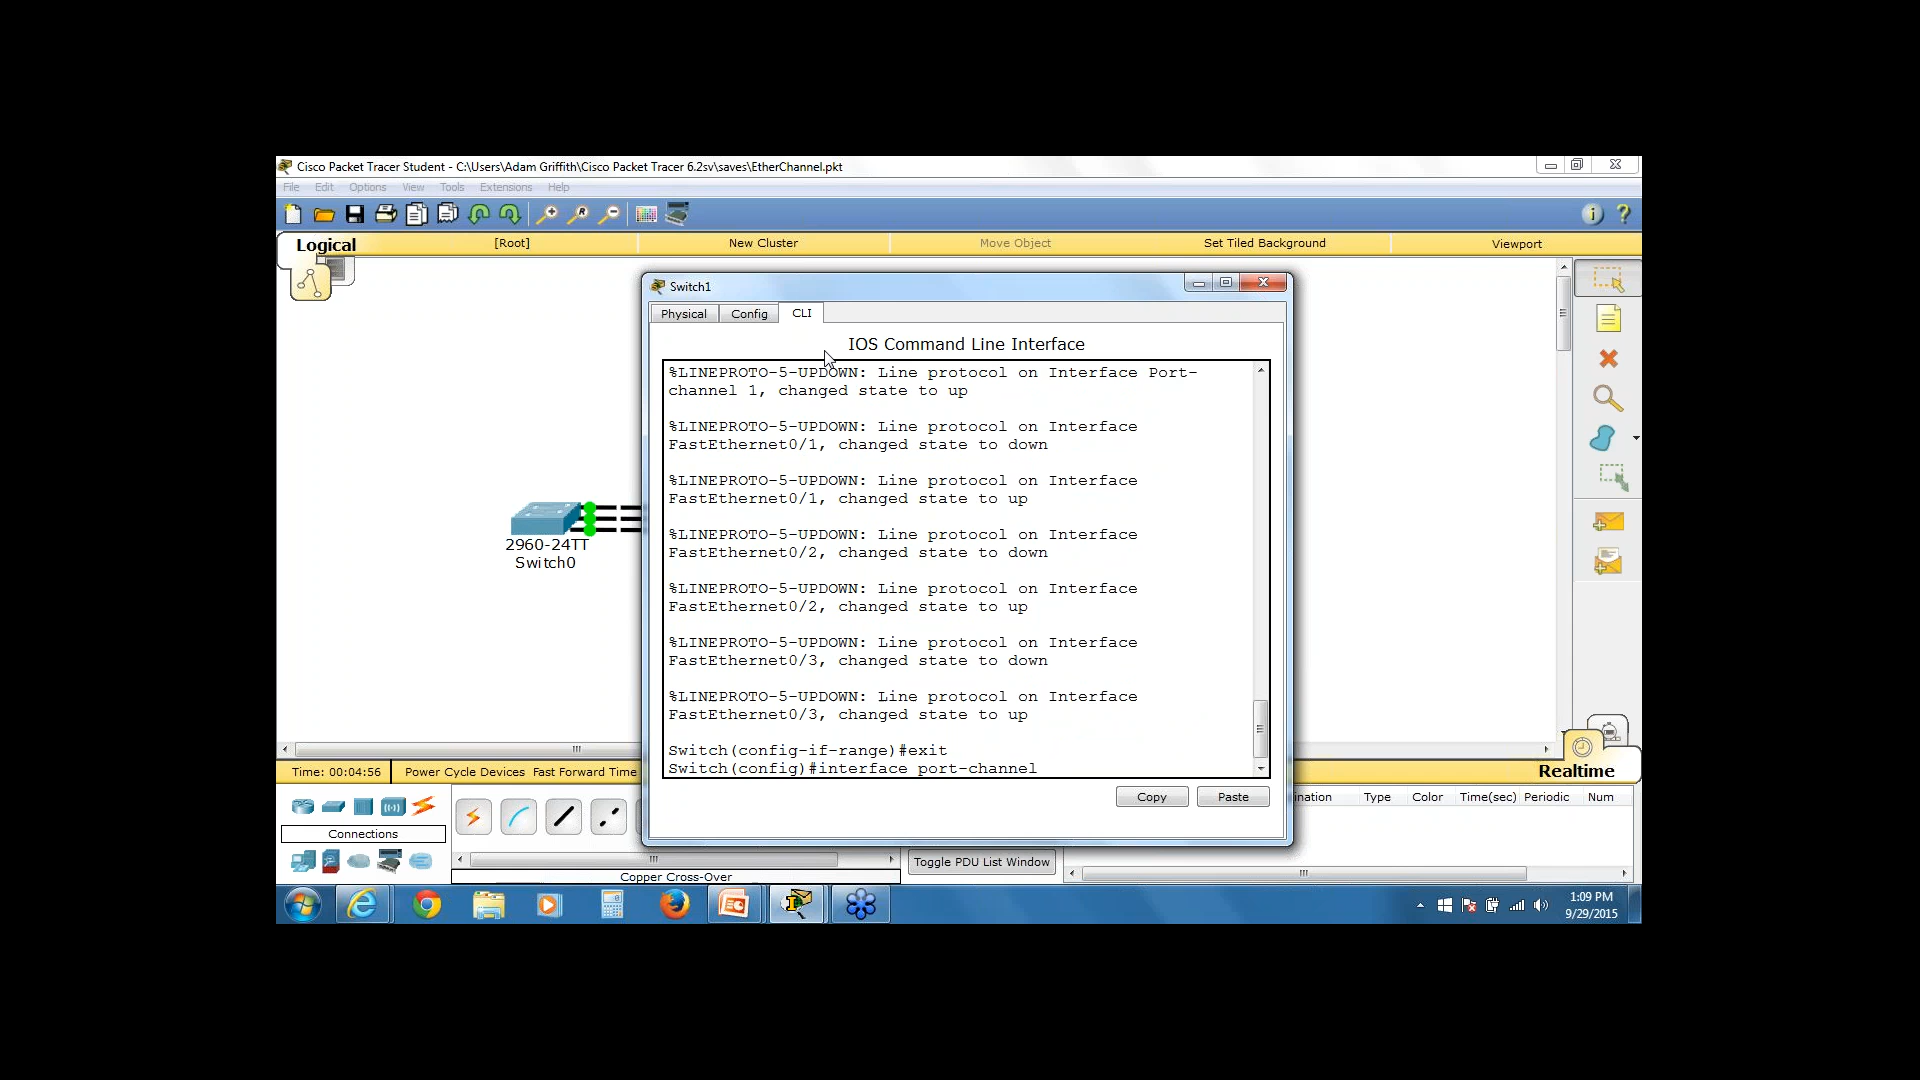 Cisco Packet Tracer Student - C:\Users\Adam Griffith\Cisco Packet Tracer 6.2sv\saves\EtherChannel.pkt
File Edit Options View Tools Extensions Help
Logical [Root] New Cluster Move Object Set Tiled Background Viewport
Switch1
Physical Config CLI
IOS Command Line Interface
%LINEPROTO-5-UPDOWN: Line protocol on Interface Port-
channel 1, changed state to up
%LINEPROTO-5-UPDOWN: Line protocol on Interface
FastEthernet0/1, changed state to down
%LINEPROTO-5-UPDOWN: Line protocol on Interface
FastEthernet0/1, changed state to up
%LINEPROTO-5-UPDOWN: Line protocol on Interface
FastEthernet0/2, changed state to down
%LINEPROTO-5-UPDOWN: Line protocol on Interface
FastEthernet0/2, changed state to up
%LINEPROTO-5-UPDOWN: Line protocol on Interface
FastEthernet0/3, changed state to down
%LINEPROTO-5-UPDOWN: Line protocol on Interface
FastEthernet0/3, changed state to up
Switch(config-if-range)#exit
Switch(config)#interface port-channel
Copy Paste
2960-24TT
Switch0
Time: 00:04:56 Power Cycle Devices Fast Forward Time
Realtime
Connections
ination Type Color Time(sec) Periodic Num
Toggle PDU List Window
Copper Cross-Over
1:09 PM
9/29/2015